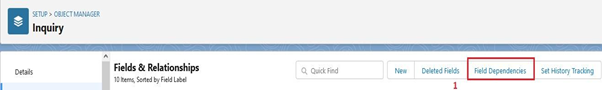 SETUP > OBJECT MANAGER
Inquiry
Details
Fields & Relationships
10 Items, Sorted by Field Label
Quick Find
New
Deleted Fields
Field Dependencies
Set History Tracking
1